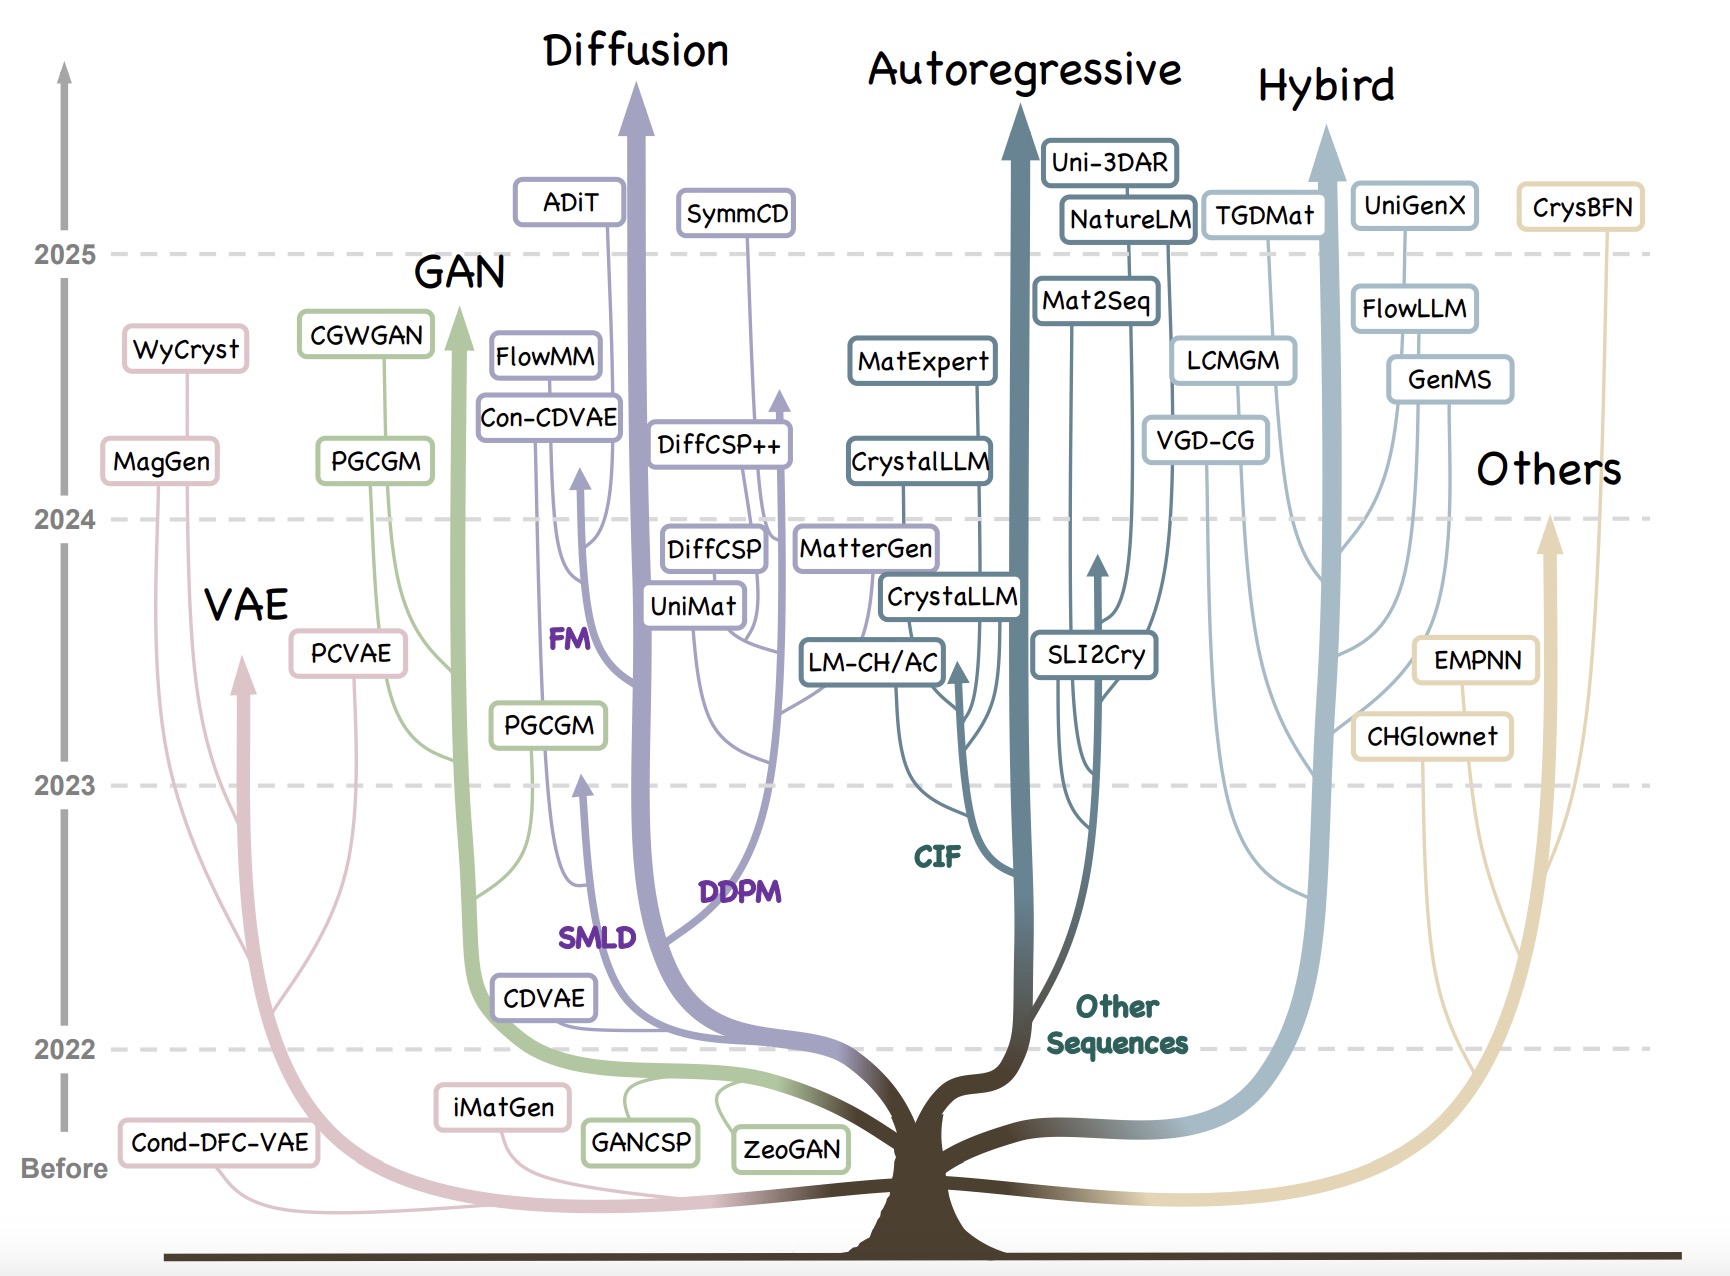 Diffusion
Autoregressive
Hybird
Uni-3DAR
ADiT
SymmCD
NatureLM
TGDMat
UniGenX
CrysBFN
2025
GAN
Mat2Seq
FlowLLM
WyCryst
CGWGAN
FlowMM
MatExpert
LCMGM
GenMS
Con-CDVAE
DiffCSP++
VGD-CG
MagGen
PGCGM
CrystalLLM
Others
2024
DiffCSP
MatterGen
VAE
UniMat
CrystaLLM
FM
PCVAE
LM-CH/AC
SLI2Cry
EMPNN
PGCGM
CHGlownet
2023
CIF
DDPM
SMLD
CDVAE
Other
Sequences
2022
iMatGen
Cond-DFC-VAE
GANCSP
ZeoGAN
Before